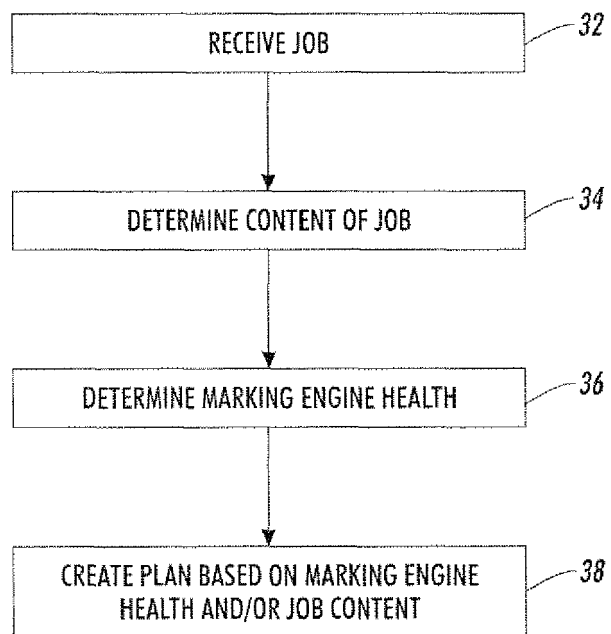 RECEIVE JOB
32
DETERMINE CONTENT OF JOB
34
DETERMINE MARKING ENGINE HEALTH
36
CREATE PLAN BASED ON MARKING ENGINE
HEALTH AND/OR JOB CONTENT
38